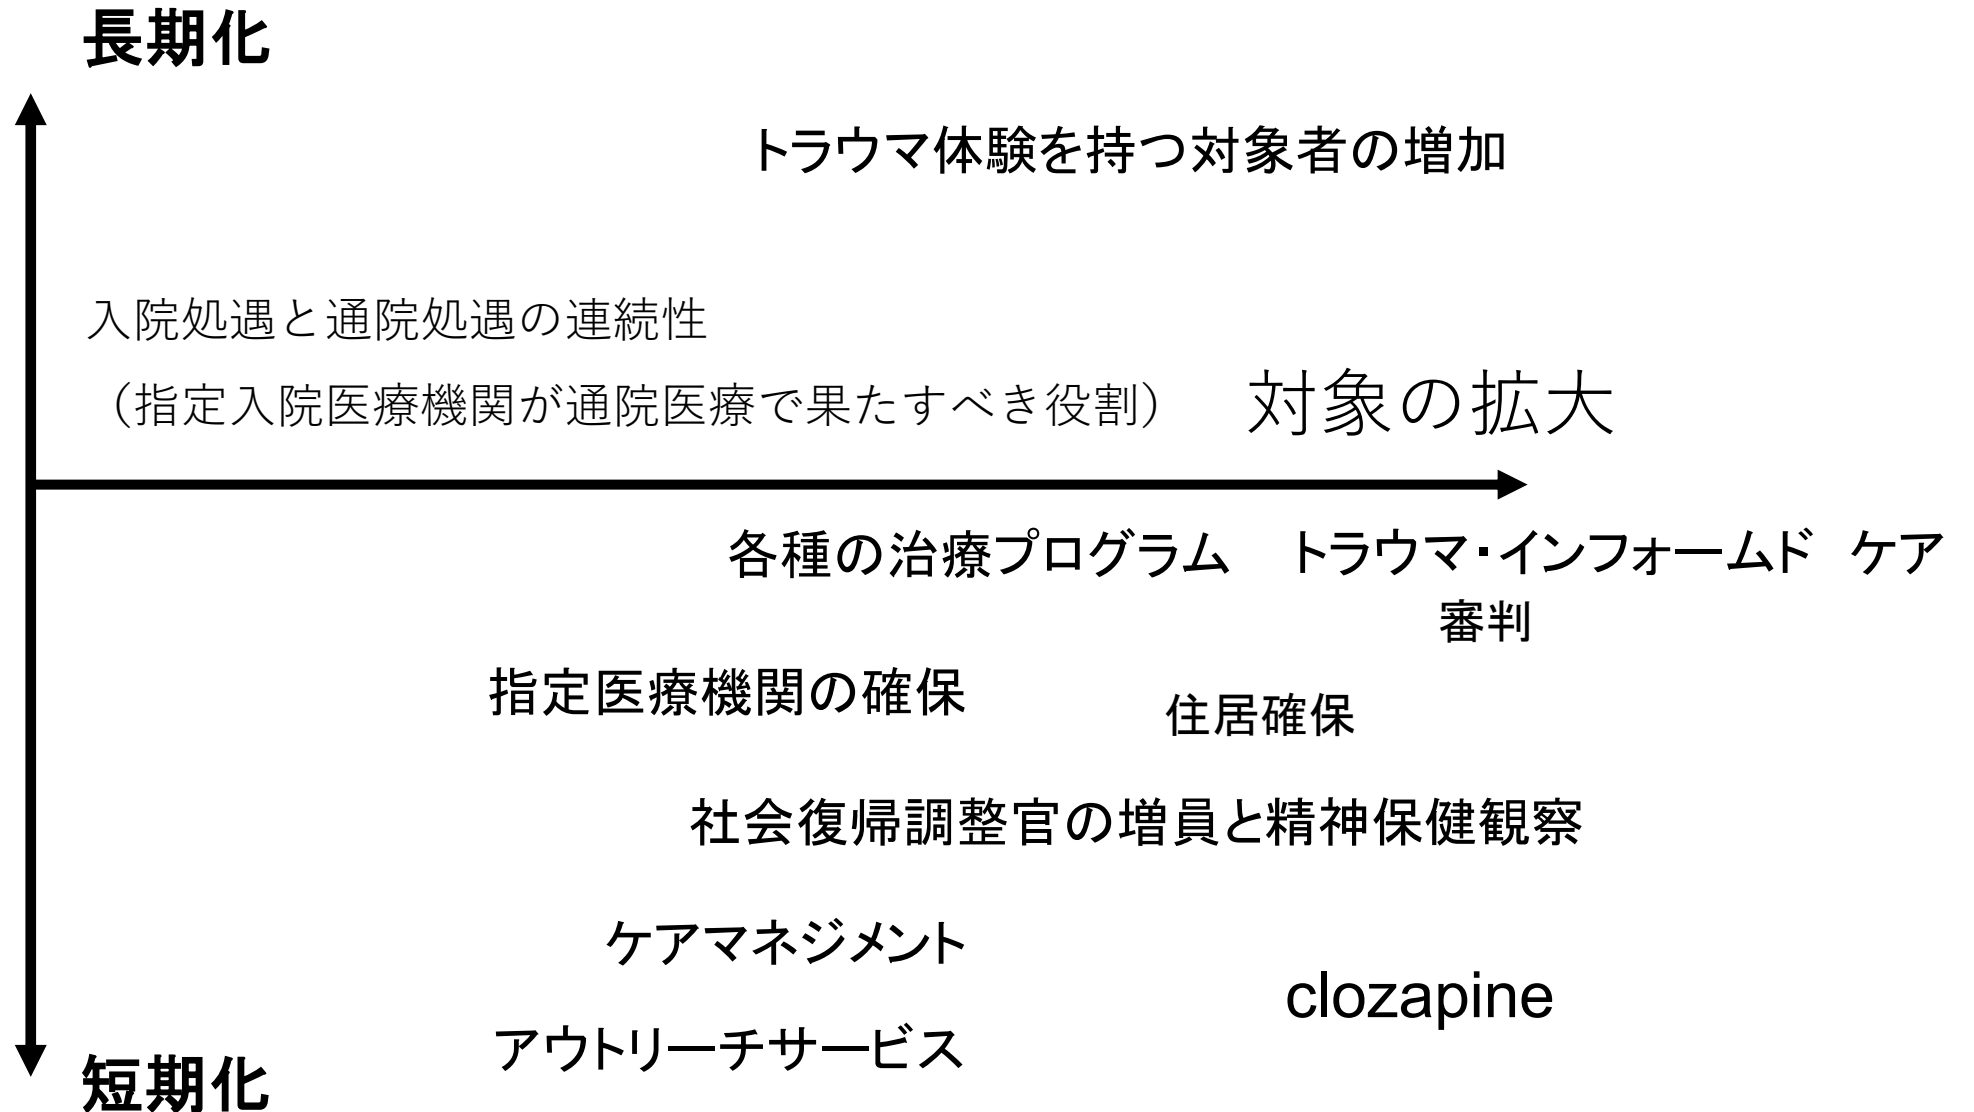 長期化
トラウマ体験を持つ対象者の増加
入院処遇と通院処遇の連続性
（指定入院医療機関が通院医療で果たすべき役割）
対象の拡大
各種の治療プログラム
トラウマ・インフォームド　ケア
審判
指定医療機関の確保
住居確保
社会復帰調整官の増員と精神保健観察
ケアマネジメント
clozapine
アウトリーチサービス
短期化